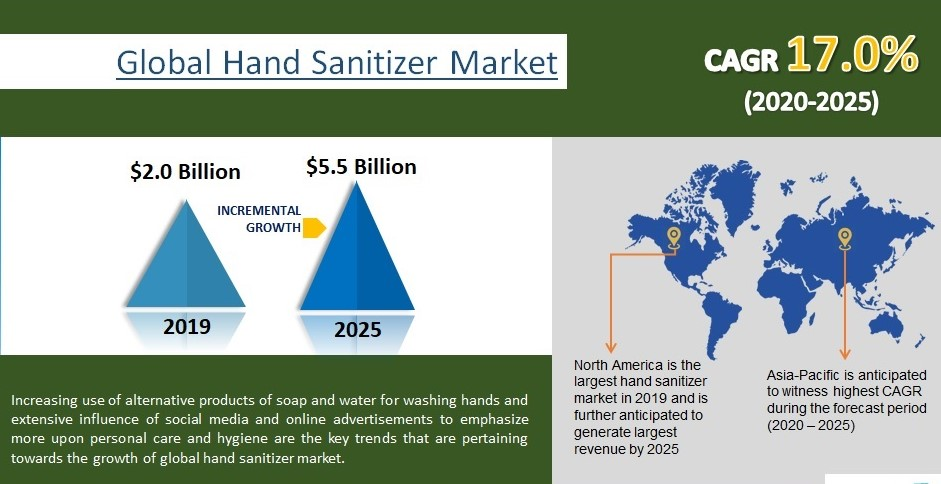 Global Hand Sanitizer Market
CAGR 17.0%
(2020-2025)
$2.0 Billion
$5.5 Billion
INCREMENTAL
GROWTH
2019
2025
Increasing use of alternative products of soap and water for washing hands and
extensive influence of social media and online advertisements to emphasize
more upon personal care and hygiene are the key trends that are pertaining
towards the growth of global hand sanitizer market.
North America is the
largest hand sanitizer
market in 2019 and is
further anticipated to
generate largest
revenue by 2025
Asia-Pacific is anticipated
to witness highest CAGR
during the forecast period
(2020 – 2025)